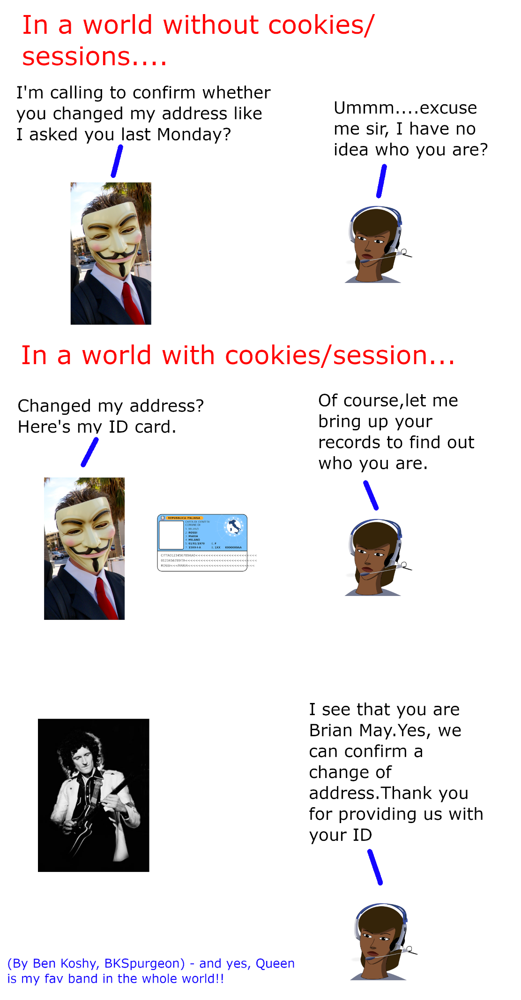 In a world without cookies/
sessions....
I'm calling to confirm whether
you changed my address like
I asked you last Monday?
Ummm....excuse
me sir, I have no
idea who you are?
In a world with cookies/session...
Changed my address?
Here's my ID card.
Of course,let me
bring up your
records to find out
who you are.
REPUBBLICA ITALIANA
CARTA DI IDENTITA'
COMUNE DI
1. MILANO
2. ROSSI
3. MARIA
4. MILANO
5. 01/01/1970 6. F
7. 15XX-I-A 8. 1XX 0000000AA
CITTA0123456789AA0<<<<<<<<<<<<<<<<<<<<<<<
0123456789ITA<<<<<<<<<<<<<<<<<<<<<<<<<<<
ROSSI<<<MARIA<<<<<<<<<<<<<<<<<<<<<<<<<<
I see that you are
Brian May.Yes, we
can confirm a
change of
address.Thank you
for providing us with
your ID
(By Ben Koshy, BKSpurgeon) - and yes, Queen
is my fav band in the whole world!!